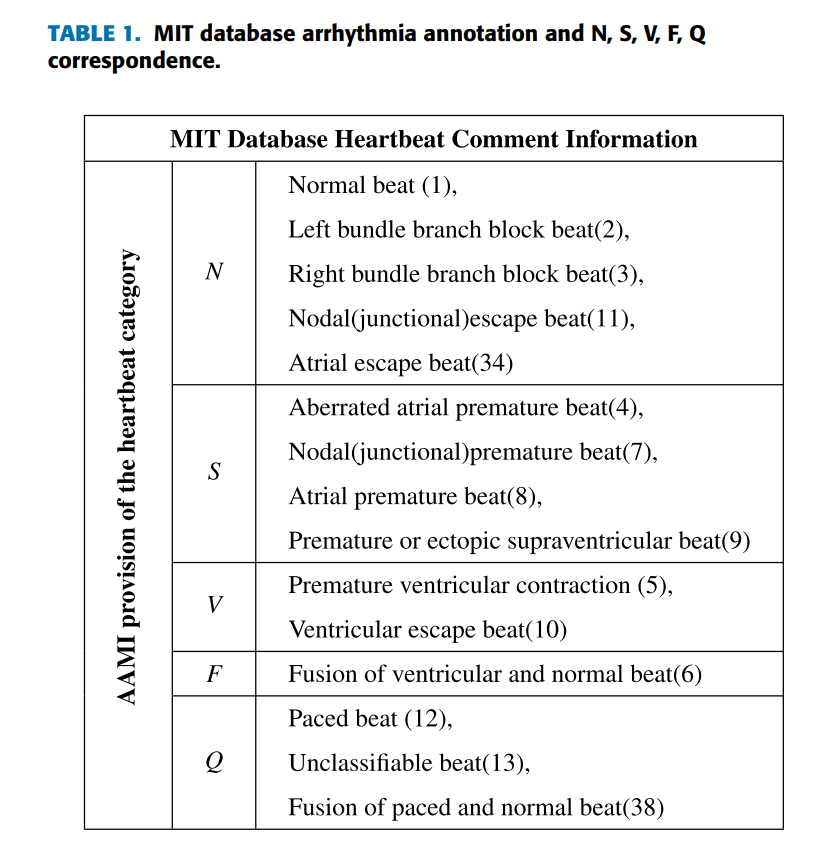 TABLE 1. MIT database arrhythmia annotation and N, S, V, F, Q
correspondence.
MIT Database Heartbeat Comment Information
AAMI provision of the heartbeat category
N
Normal beat (1),
Left bundle branch block beat(2),
Right bundle branch block beat(3),
Nodal(junctional)escape beat(11),
Atrial escape beat(34)
S
Aberrated atrial premature beat(4),
Nodal(junctional)premature beat(7),
Atrial premature beat(8),
Premature or ectopic supraventricular beat(9)
V
Premature ventricular contraction (5),
Ventricular escape beat(10)
F
Fusion of ventricular and normal beat(6)
Q
Paced beat (12),
Unclassifiable beat(13),
Fusion of paced and normal beat(38)